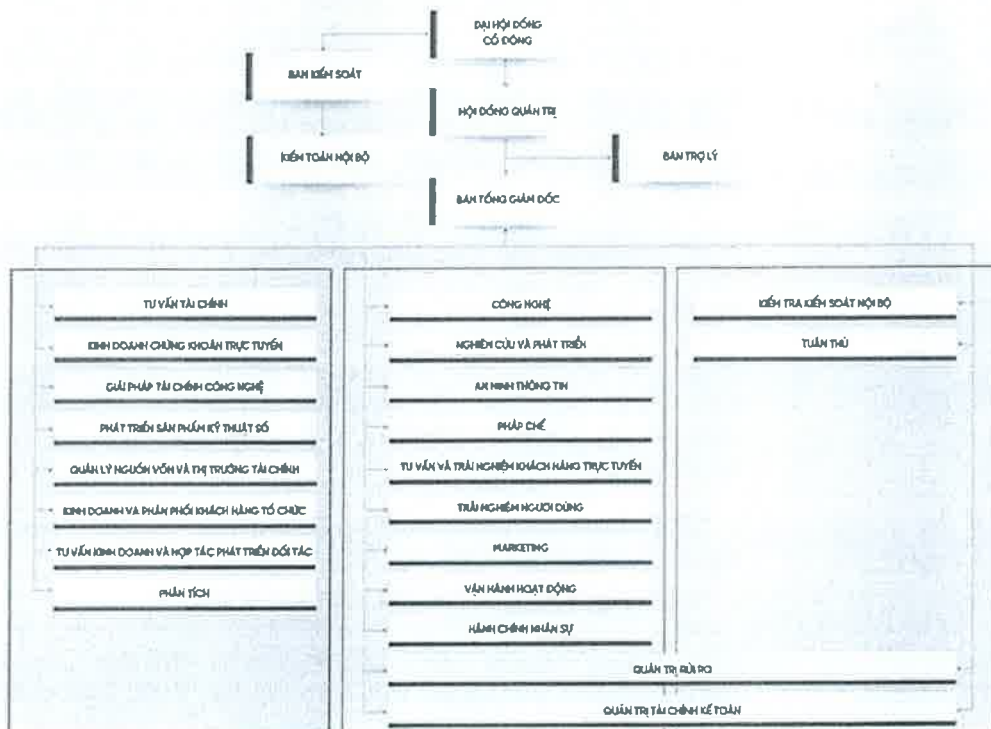 ĐẠI HỘI ĐỒNG
CỔ ĐÔNG
BAN KIỂM SOÁT
HỘI ĐỒNG QUẢN TRỊ
KIỂM TOÁN NỘI BỘ
BAN TRỢ LÝ
BAN TỔNG GIÁM ĐỐC
TƯ VẤN TÀI CHÍNH
KINH DOANH CHỨNG KHOÁN TRỰC TUYẾN
GIẢI PHÁP TÀI CHÍNH CÔNG NGHỆ
PHÁT TRIỂN SẢN PHẨM KỸ THUẬT SỐ
QUẢN LÝ NGUỒN VỐN VÀ THỊ TRƯỜNG TÀI CHÍNH
KINH DOANH VÀ PHÂN PHỐI KHÁCH HÀNG TỔ CHỨC
TƯ VẤN KINH DOANH VÀ HỢP TÁC PHÁT TRIỂN ĐỐI TÁC
PHÂN TÍCH
CÔNG NGHỆ
NGHIÊN CỨU VÀ PHÁT TRIỂN
AN NINH THÔNG TIN
PHÁP CHẾ
TƯ VẤN VÀ TRẢI NGHIỆM KHÁCH HÀNG TRỰC TUYẾN
TRẢI NGHIỆM NGƯỜI DÙNG
MARKETING
VẬN HÀNH HOẠT ĐỘNG
HÀNH CHÍNH NHÂN SỰ
KIỂM TRA KIỂM SOÁT NỘI BỘ
TUÂN THỦ
QUẢN TRỊ RỦI RO
QUẢN TRỊ TÀI CHÍNH KẾ TOÁN